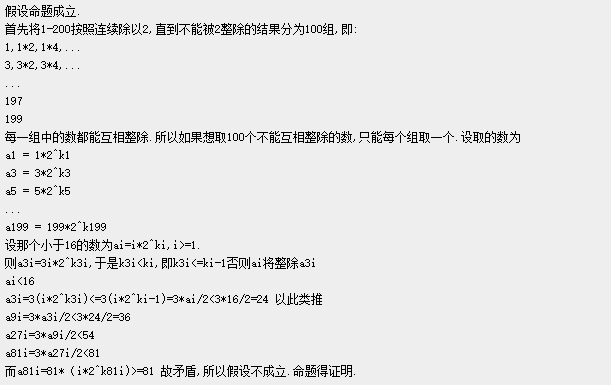 假设命题成立.
首先将1-200按照连续除以2,直到不能被2整除的结果分为100组,即:
1,1*2,1*4,...
3,3*2,3*4,...
...
197
199
每一组中的数都能互相整除.所以如果想取100个不能互相整除的数,只能每个组取一个.设取的数为
a1 = 1*2^k1
a3 = 3*2^k3
a5 = 5*2^k5
...
a199 = 199*2^k199
设那个小于16的数为ai=i*2^ki,i>=1.
则a3i=3i*2^k3i,于是k3i<ki,即k3i<=ki-1否则ai将整除a3i
ai<16
a3i=3(i*2^k3i)<=3(i*2^ki-1)=3*ai/2<3*16/2=24 以此类推
a9i=3*a3i/2<3*24/2=36
a27i=3*a9i/2<54
a81i=3*a27i/2<81
而a81i=81* (i*2^k81i)>=81 故矛盾,所以假设不成立.命题得证明.